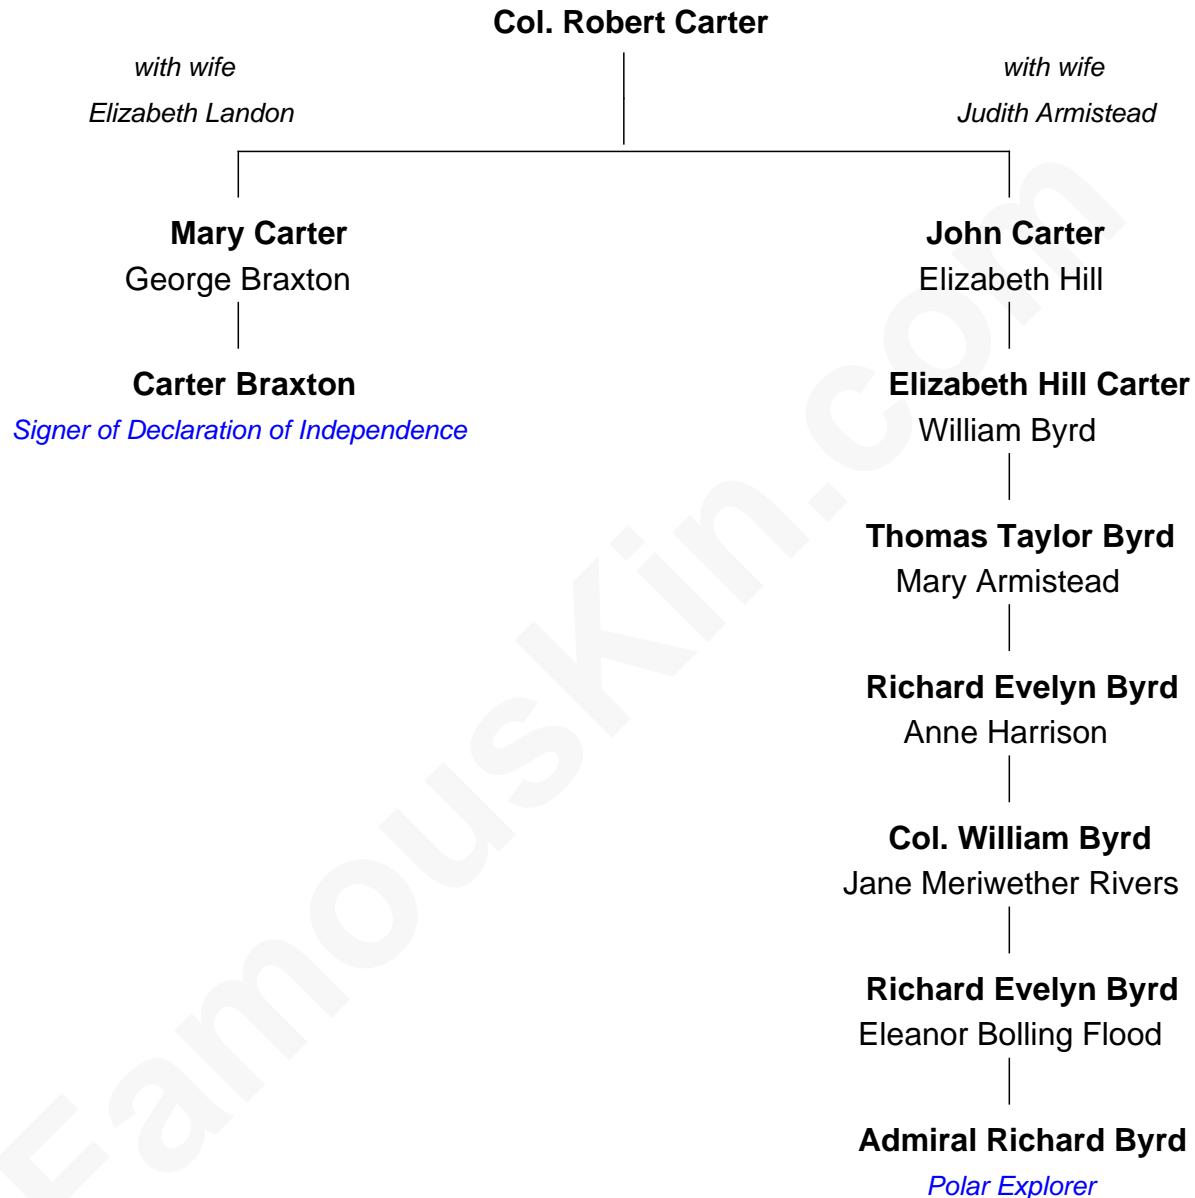 Col. Robert Carter
with wife
Elizabeth Landon
with wife
Judith Armistead
Mary Carter
George Braxton
Carter Braxton
Signer of Declaration of Independence
John Carter
Elizabeth Hill
Elizabeth Hill Carter
William Byrd
Thomas Taylor Byrd
Mary Armistead
Richard Evelyn Byrd
Anne Harrison
Col. William Byrd
Jane Meriwether Rivers
Richard Evelyn Byrd
Eleanor Bolling Flood
Admiral Richard Byrd
Polar Explorer
FamousKin.com